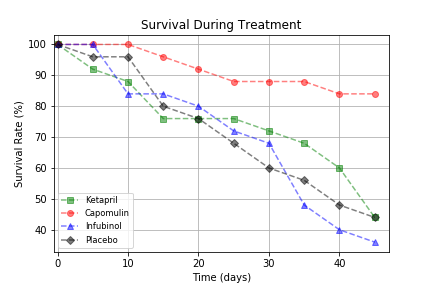 Survival During Treatment
Survival Rate (%)
100
90
80
70
60
50
40
Ketapril
Capomulin
Infubinol
Placebo
0
10
20
30
40
Time (days)